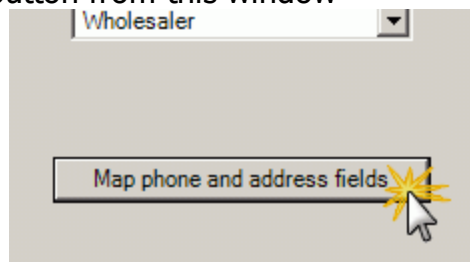 button from this window
Wholesaler
Map phone and address fields